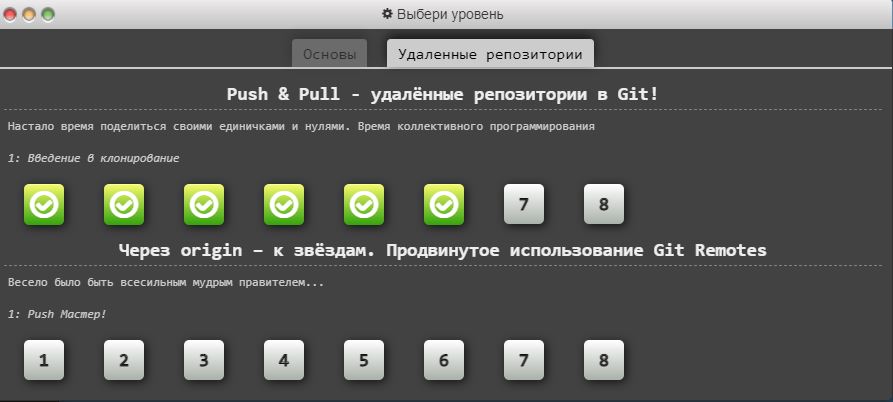 Выбери уровень
Основы Удаленные репозитории
Push & Pull - удалённые репозитории в Git!
Настало время поделиться своими единичками и нулями. Время коллективного программирования
1: Введение в клонирование
7 8
Через origin – к звёздам. Продвинутое использование Git Remotes
Весело было быть всесильным мудрым правителем...
1: Push Мастер!
1 2 3 4 5 6 7 8